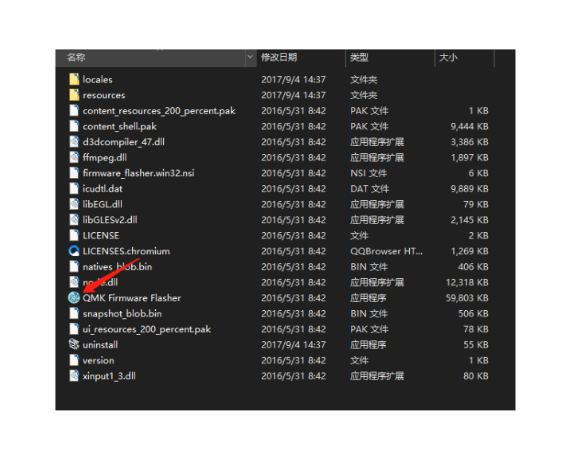 名称 修改日期 类型 大小
locales 2017/9/4 14:37 文件夹
resources 2017/9/4 14:37 文件夹
content_resources_200_percent.pak 2016/5/31 8:42 PAK 文件 1 KB
content_shell.pak 2016/5/31 8:42 PAK 文件 9,444 KB
d3dcompiler_47.dll 2016/5/31 8:42 应用程序扩展 3,386 KB
ffmpeg.dll 2016/5/31 8:42 应用程序扩展 1,897 KB
firmware_flasher.win32.nsi 2016/5/31 8:42 NSI 文件 6 KB
icudtl.dat 2016/5/31 8:42 DAT 文件 9,889 KB
libEGL.dll 2016/5/31 8:42 应用程序扩展 79 KB
libGLESv2.dll 2016/5/31 8:42 应用程序扩展 2,145 KB
LICENSE 2016/5/31 8:42 文件 2 KB
LICENSES.chromium 2016/5/31 8:42 QQBrowser HT... 1,269 KB
natives_blob.bin 2016/5/31 8:42 BIN 文件 406 KB
node.dll 2016/5/31 8:42 应用程序扩展 12,318 KB
QMK Firmware Flasher 2016/5/31 8:42 应用程序 59,803 KB
snapshot_blob.bin 2016/5/31 8:42 BIN 文件 506 KB
ui_resources_200_percent.pak 2016/5/31 8:42 PAK 文件 78 KB
uninstall 2017/9/4 14:37 应用程序 55 KB
version 2016/5/31 8:42 文件 1 KB
xinput1_3.dll 2016/5/31 8:42 应用程序扩展 80 KB